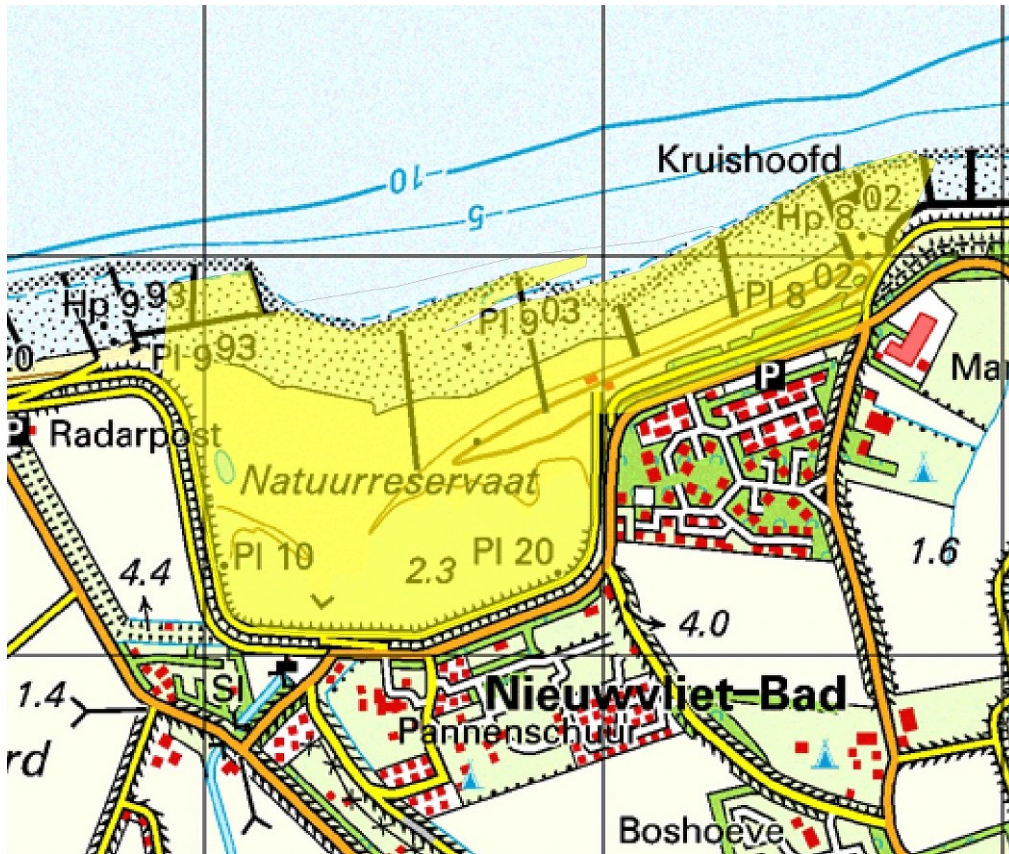 Kruishoofd
10
5
02
Hp 8
Hp 9
93
02
Pl 8
03
Pl 9
93
Pl 9
P
P
Radarpost
Natuurreservaat
Pl 10
2.3
Pl 20
1.6
4.4
4.0
1.4
Sl
Nieuwvliet-Bad
Pannenschuur
rd
Boshoeve